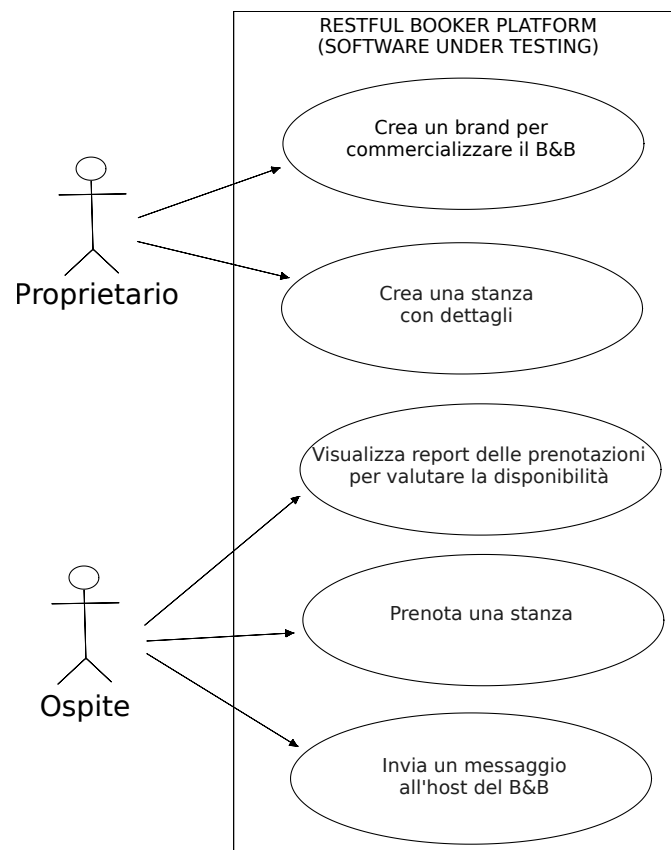 RESTFUL BOOKER PLATFORM
(SOFTWARE UNDER TESTING)
Crea un brand per
commercializzare il B&B
Proprietario
Crea una stanza
con dettagli
Visualizza report delle prenotazioni
per valutare la disponibilità
Prenota una stanza
Ospite
Invia un messaggio
all'host del B&B